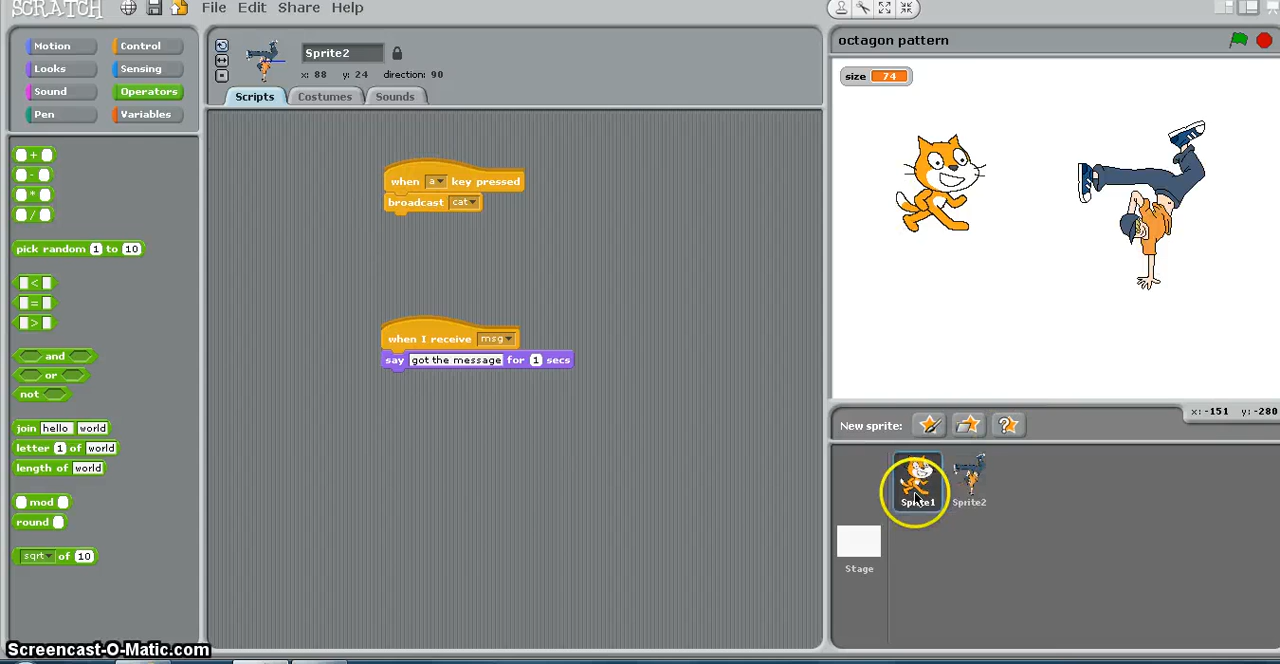 SCRATCH File Edit Share Help
Motion Control
Looks Sensing
Sound Operators
Pen Variables
+
-
*
/
pick random 1 to 10
<
=
>
and
or
not
join hello world
letter 1 of world
length of world
mod
round
sqrt of 10
Sprite2
x: 88 y: 24 direction: 90
Scripts Costumes Sounds
when a key pressed
broadcast cat
when I receive msg
say got the message for 1 secs
octagon pattern
size 74
x: -151 y: -280
New sprite:
Sprite1 Sprite2
Stage
Screencast-O-Matic.com